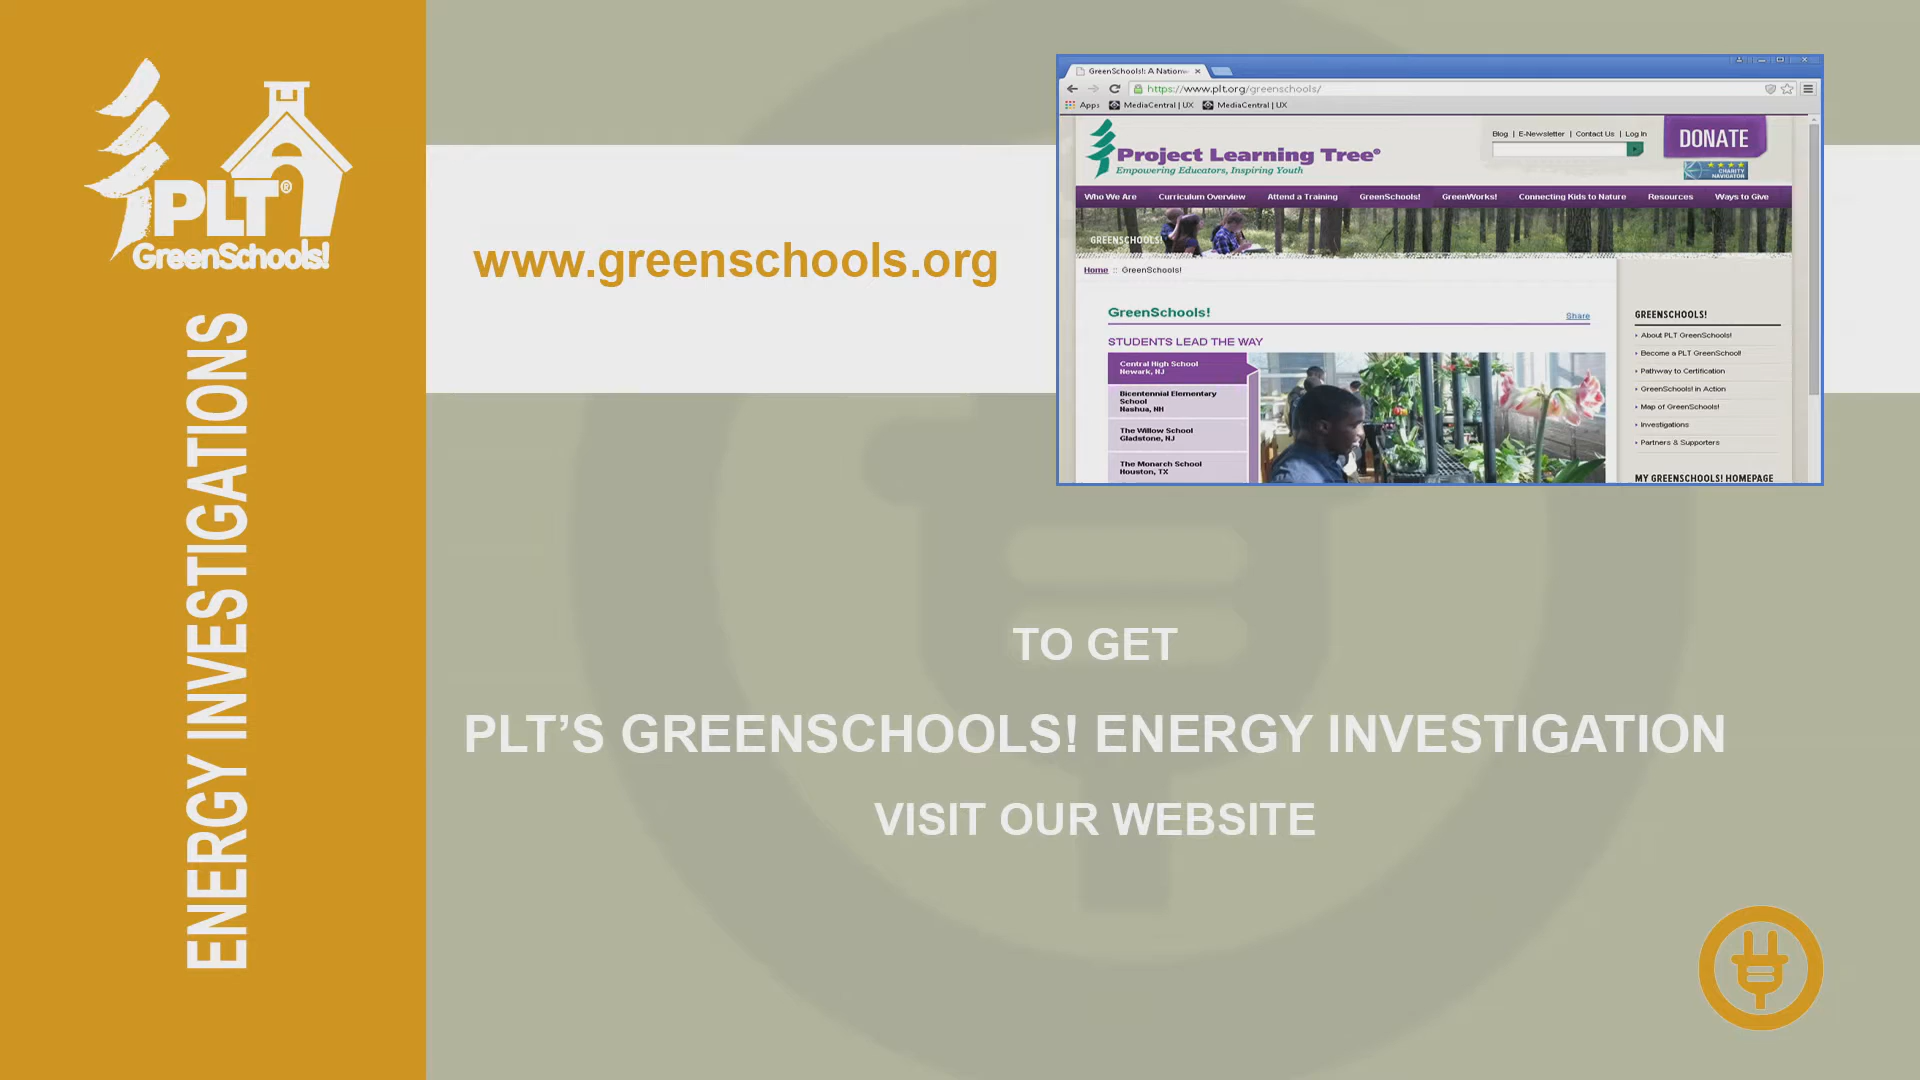 PLT®
GreenSchools!
ENERGY INVESTIGATIONS
www.greenschools.org
GreenSchools!: A Nation
https://www.plt.org/greenschools/
Apps MediaCentral | UX MediaCentral | UX
Blog | E-Newsletter | Contact Us | Log In
DONATE
Project Learning Tree®
Empowering Educators, Inspiring Youth
CHARITY
NAVIGATOR
Who We Are Curriculum Overview Attend a Training GreenSchools! GreenWorks! Connecting Kids to Nature Resources Ways to Give
GREENSCHOOLS!
Home :: GreenSchools!
GreenSchools!
Share
STUDENTS LEAD THE WAY
Central High School
Newark, NJ
Bicentennial Elementary
School
Nashua, NH
The Willow School
Gladstone, NJ
The Monarch School
Houston, TX
GREENSCHOOLS!
About PLT GreenSchools!
Become a PLT GreenSchool!
Pathway to Certification
GreenSchools! in Action
Map of GreenSchools!
Investigations
Partners & Supporters
MY GREENSCHOOLS! HOMEPAGE
TO GET
PLT’S GREENSCHOOLS! ENERGY INVESTIGATION
VISIT OUR WEBSITE